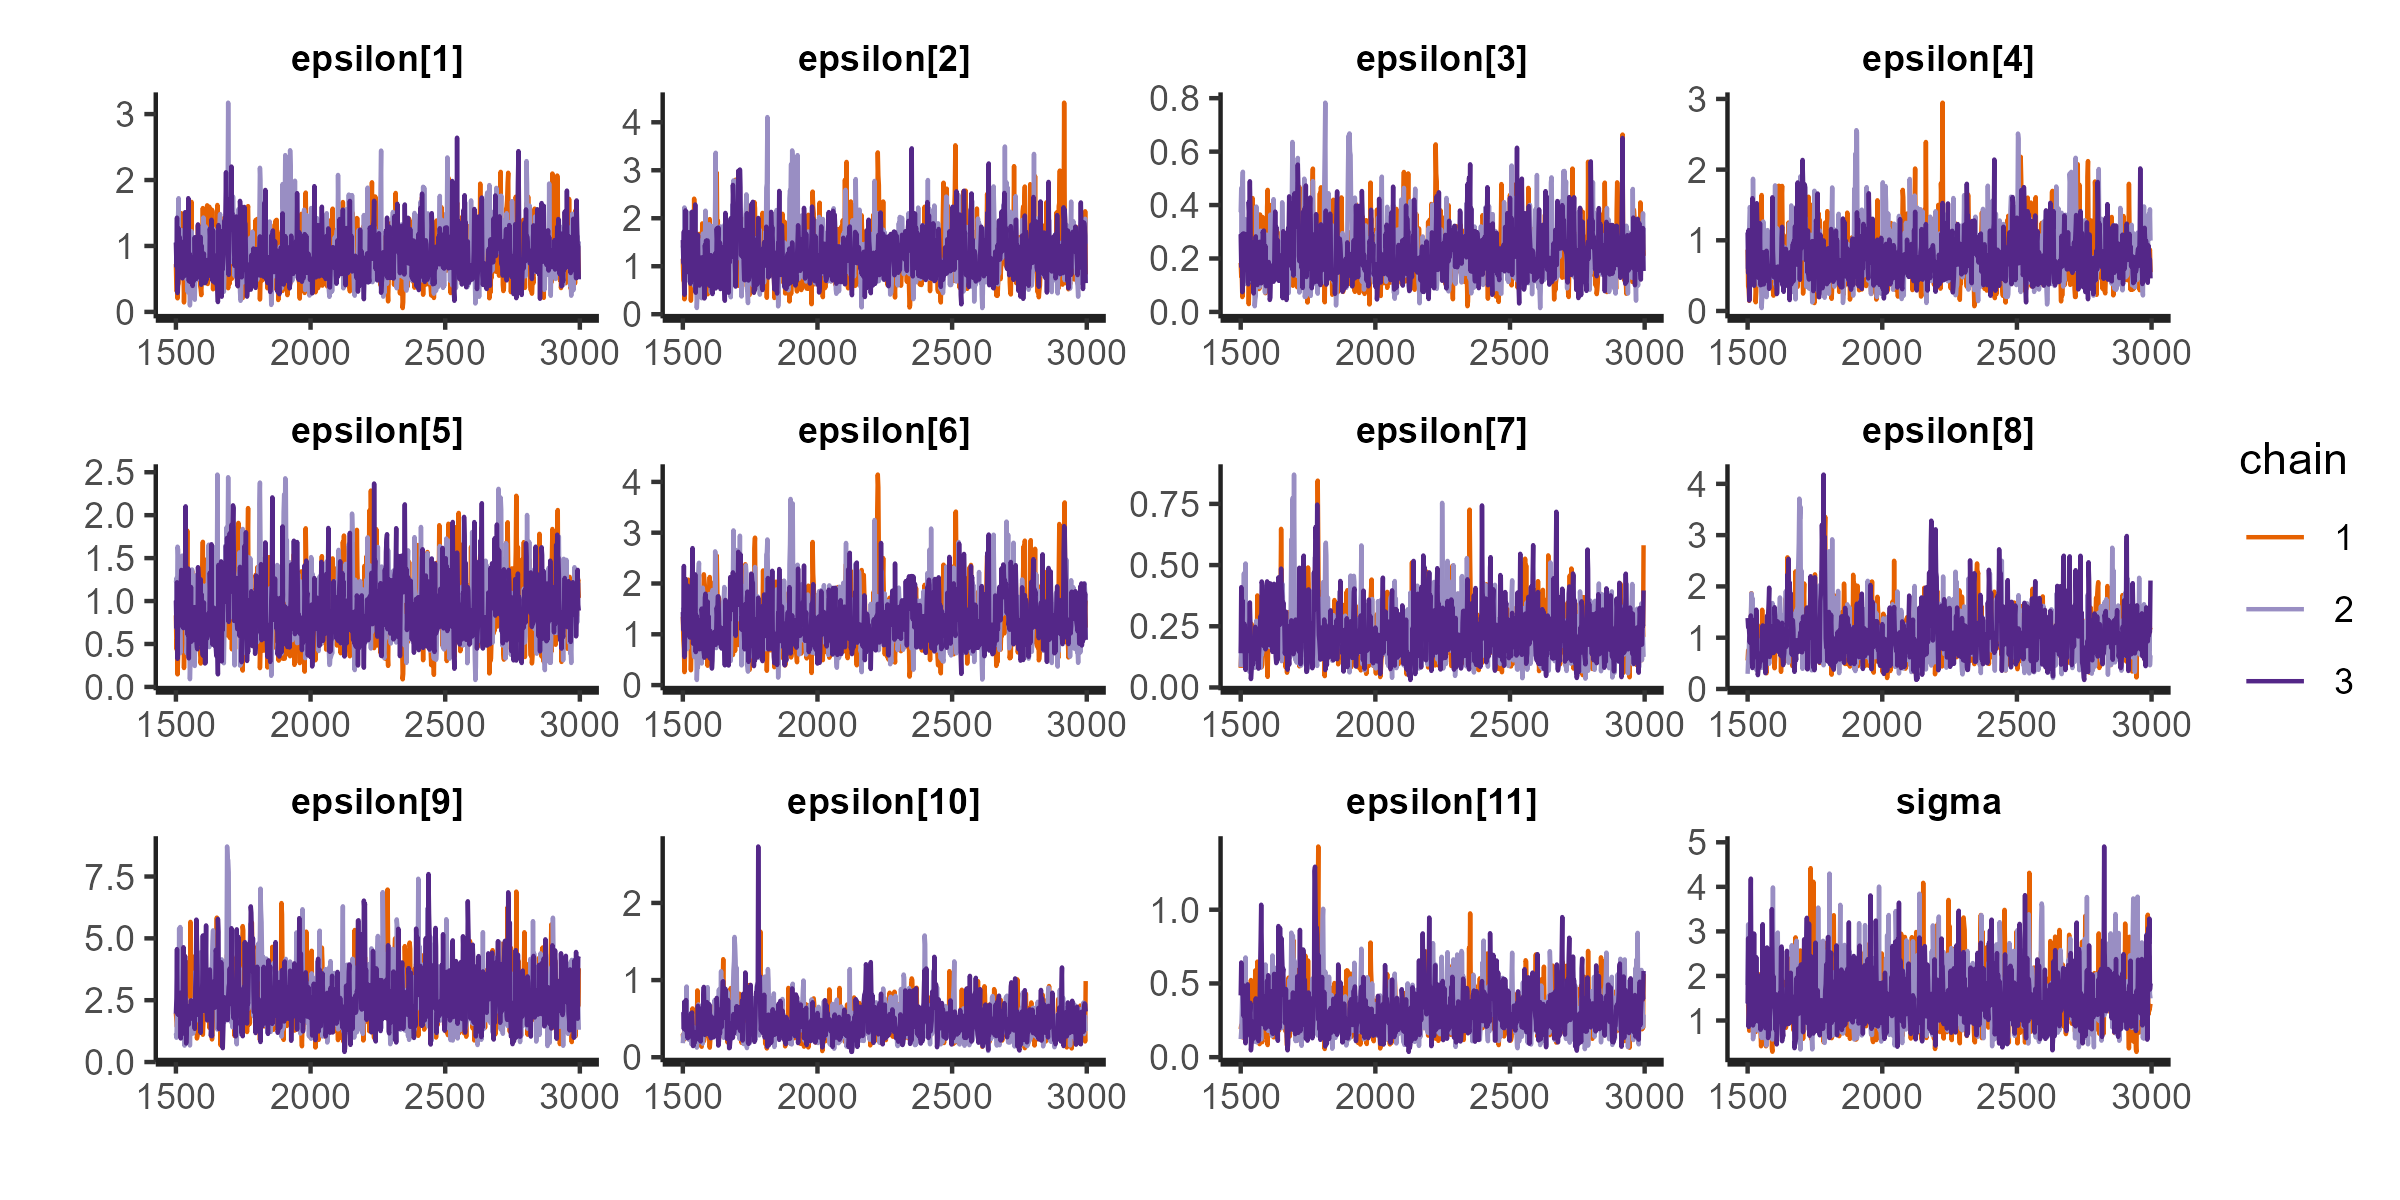 epsilon[1] epsilon[2] epsilon[3] epsilon[4]
3 2 1 0 4 3 2 1 0 0.8 0.6 0.4 0.2 0.0 3 2 1 0
1500 2000 2500 3000 1500 2000 2500 3000 1500 2000 2500 3000 1500 2000 2500 3000
epsilon[5] epsilon[6] epsilon[7] epsilon[8]
2.5 2.0 1.5 1.0 0.5 0.0 4 3 2 1 0 0.75 0.50 0.25 0.00 4 3 2 1 0
1500 2000 2500 3000 1500 2000 2500 3000 1500 2000 2500 3000 1500 2000 2500 3000
epsilon[9] epsilon[10] epsilon[11] sigma
7.5 5.0 2.5 0.0 2 1 0 1.0 0.5 0.0 5 4 3 2 1
1500 2000 2500 3000 1500 2000 2500 3000 1500 2000 2500 3000 1500 2000 2500 3000
chain
1
2
3